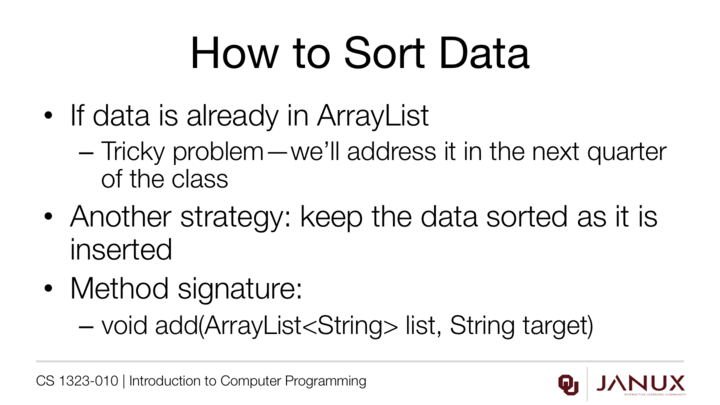 How to Sort Data
• If data is already in ArrayList
– Tricky problem—we'll address it in the next quarter
of the class
• Another strategy: keep the data sorted as it is
inserted
• Method signature:
– void add(ArrayList<String> list, String target)
CS 1323-010 | Introduction to Computer Programming
OU
JANUX
INTERACTIVE LEARNING COMMUNITY